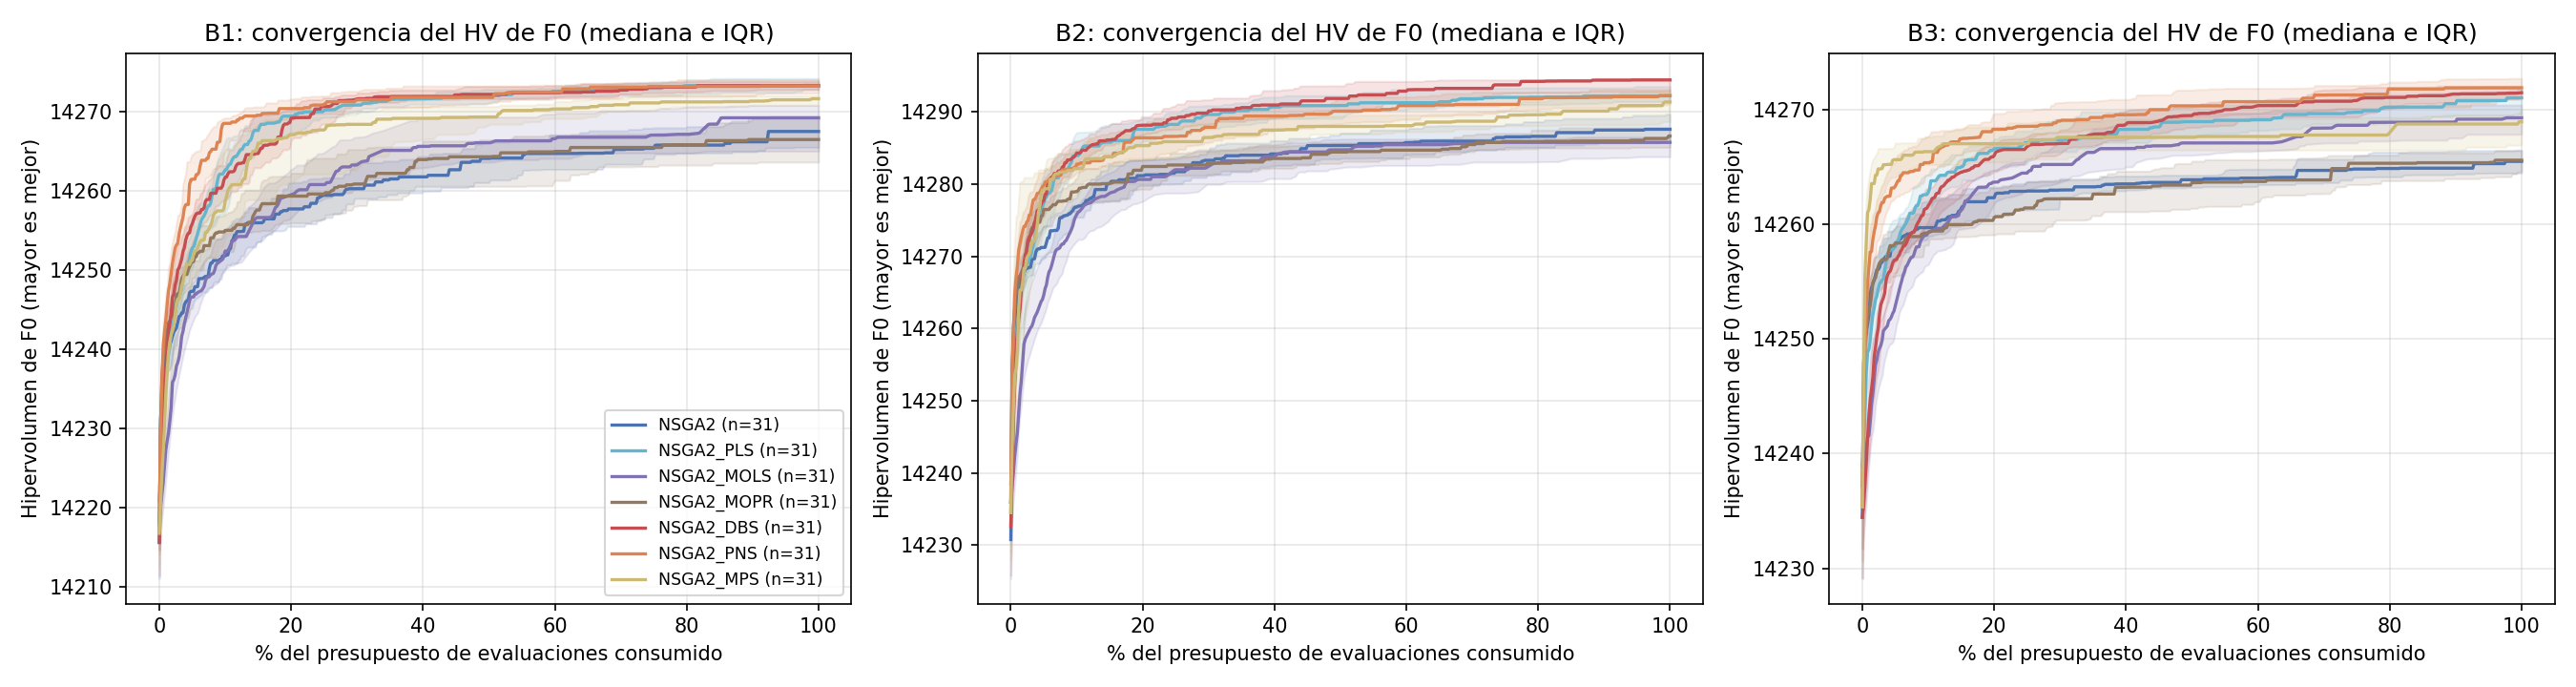 B1: convergencia del HV de F0 (mediana e IQR)
Hipervolumen de F0 (mayor es mejor)
14270
14260
14250
14240
14230
14220
14210
NSGA2 (n=31)
NSGA2_PLS (n=31)
NSGA2_MOLS (n=31)
NSGA2_MOPR (n=31)
NSGA2_DBS (n=31)
NSGA2_PNS (n=31)
NSGA2_MPS (n=31)
0 20 40 60 80 100
% del presupuesto de evaluaciones consumido
B2: convergencia del HV de F0 (mediana e IQR)
Hipervolumen de F0 (mayor es mejor)
14290
14280
14270
14260
14250
14240
14230
0 20 40 60 80 100
% del presupuesto de evaluaciones consumido
B3: convergencia del HV de F0 (mediana e IQR)
Hipervolumen de F0 (mayor es mejor)
14270
14260
14250
14240
14230
0 20 40 60 80 100
% del presupuesto de evaluaciones consumido